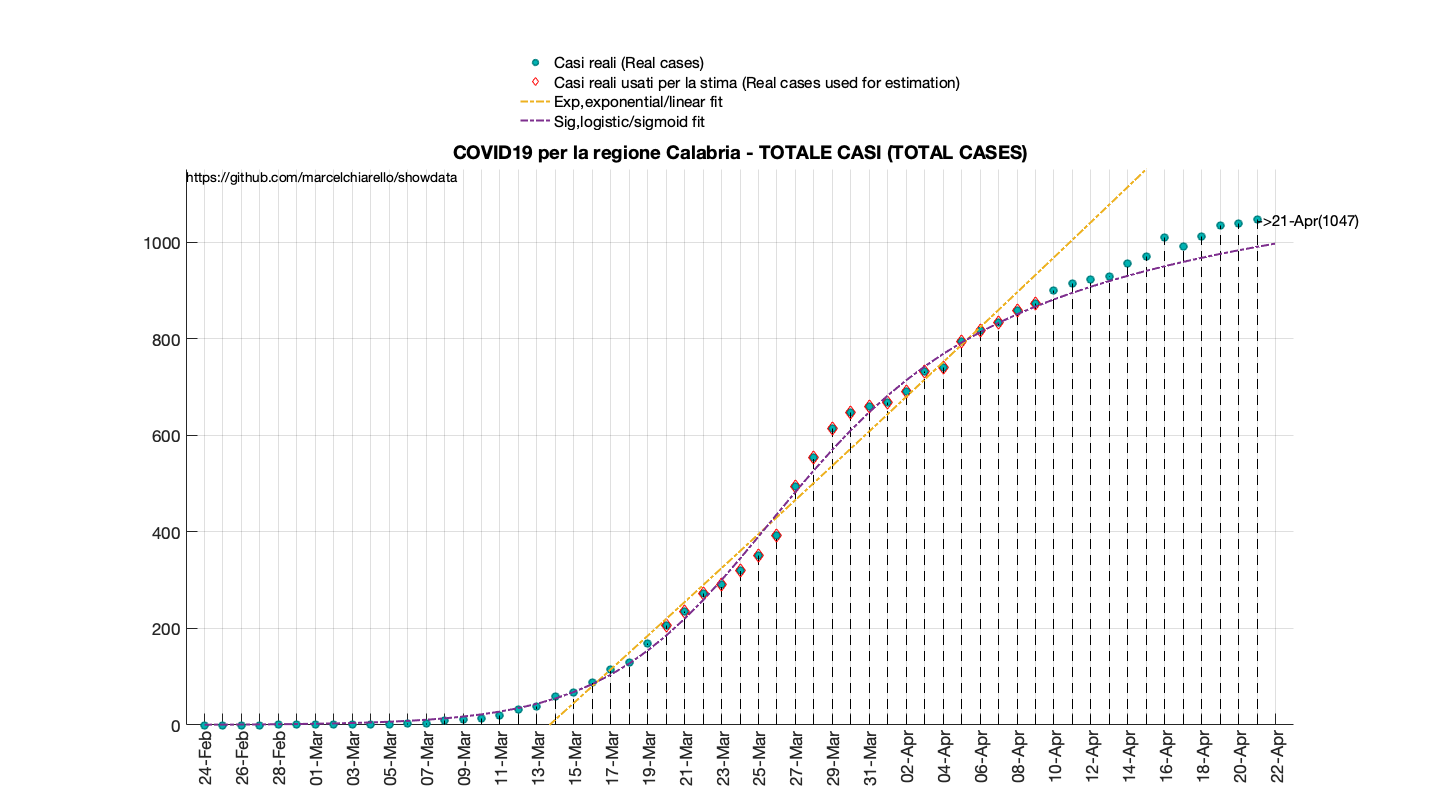 Casi reali (Real cases)
Casi reali usati per la stima (Real cases used for estimation)
Exp,exponential/linear fit
Sig,logistic/sigmoid fit
COVID19 per la regione Calabria - TOTALE CASI (TOTAL CASES)
https://github.com/marcelchiarello/showdata
->21-Apr(1047)
1000
800
600
400
200
0
24-Feb
26-Feb
28-Feb
01-Mar
03-Mar
05-Mar
07-Mar
09-Mar
11-Mar
13-Mar
15-Mar
17-Mar
19-Mar
21-Mar
23-Mar
25-Mar
27-Mar
29-Mar
31-Mar
02-Apr
04-Apr
06-Apr
08-Apr
10-Apr
12-Apr
14-Apr
16-Apr
18-Apr
20-Apr
22-Apr